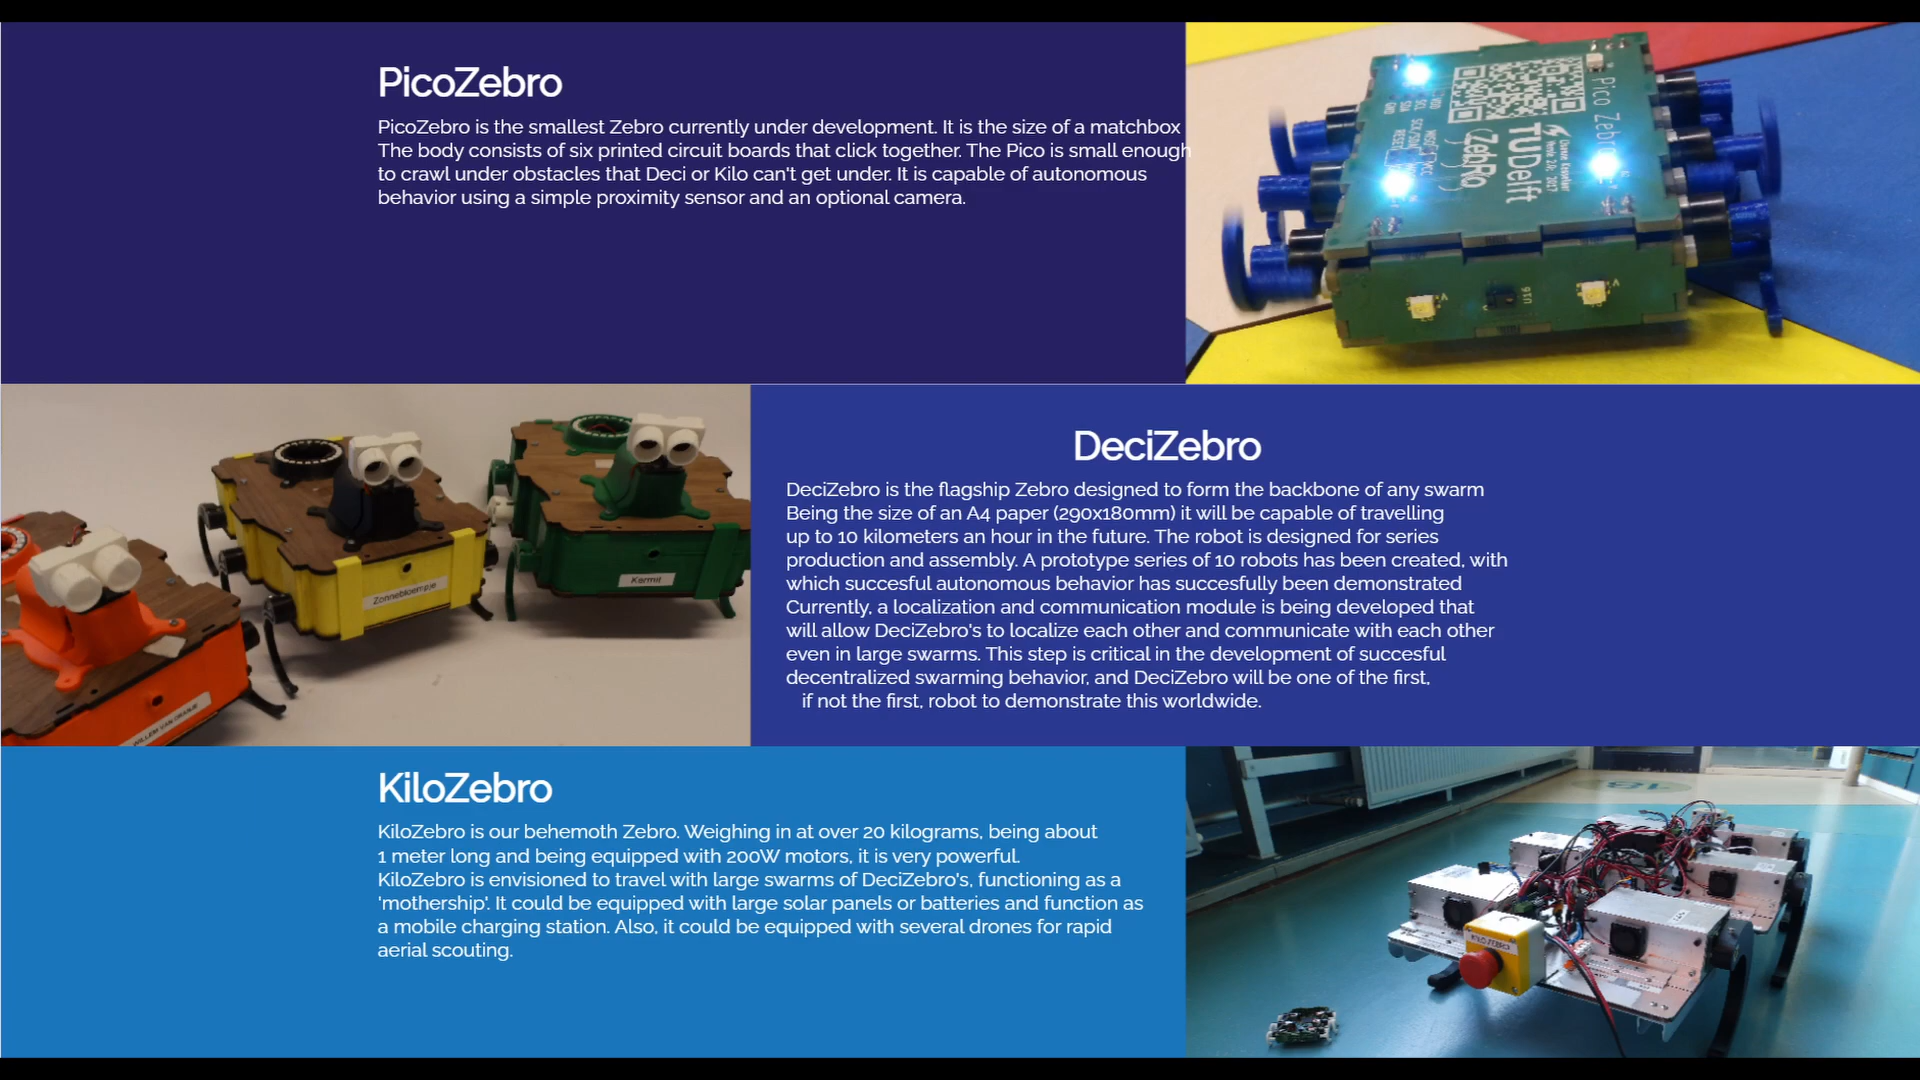 PicoZebro
PicoZebro is the smallest Zebro currently under development. It is the size of a matchbox
The body consists of six printed circuit boards that click together. The Pico is small enough
to crawl under obstacles that Deci or Kilo can't get under. It is capable of autonomous
behavior using a simple proximity sensor and an optional camera.
Pico Zebro
TUDelft
ZebRo
DeciZebro
DeciZebro is the flagship Zebro designed to form the backbone of any swarm
Being the size of an A4 paper (290x180mm) it will be capable of travelling
up to 10 kilometers an hour in the future. The robot is designed for series
production and assembly. A prototype series of 10 robots has been created, with
which succesful autonomous behavior has succesfully been demonstrated
Currently, a localization and communication module is being developed that
will allow DeciZebro's to localize each other and communicate with each other
even in large swarms. This step is critical in the development of succesful
decentralized swarming behavior, and DeciZebro will be one of the first,
if not the first, robot to demonstrate this worldwide.
WILLEM VAN ORANJE
Zonnebloempje
Kermit
KiloZebro
KiloZebro is our behemoth Zebro. Weighing in at over 20 kilograms, being about
1 meter long and being equipped with 200W motors, it is very powerful.
KiloZebro is envisioned to travel with large swarms of DeciZebro's, functioning as a
'mothership'. It could be equipped with large solar panels or batteries and function as
a mobile charging station. Also, it could be equipped with several drones for rapid
aerial scouting.
KILO ZEBRO